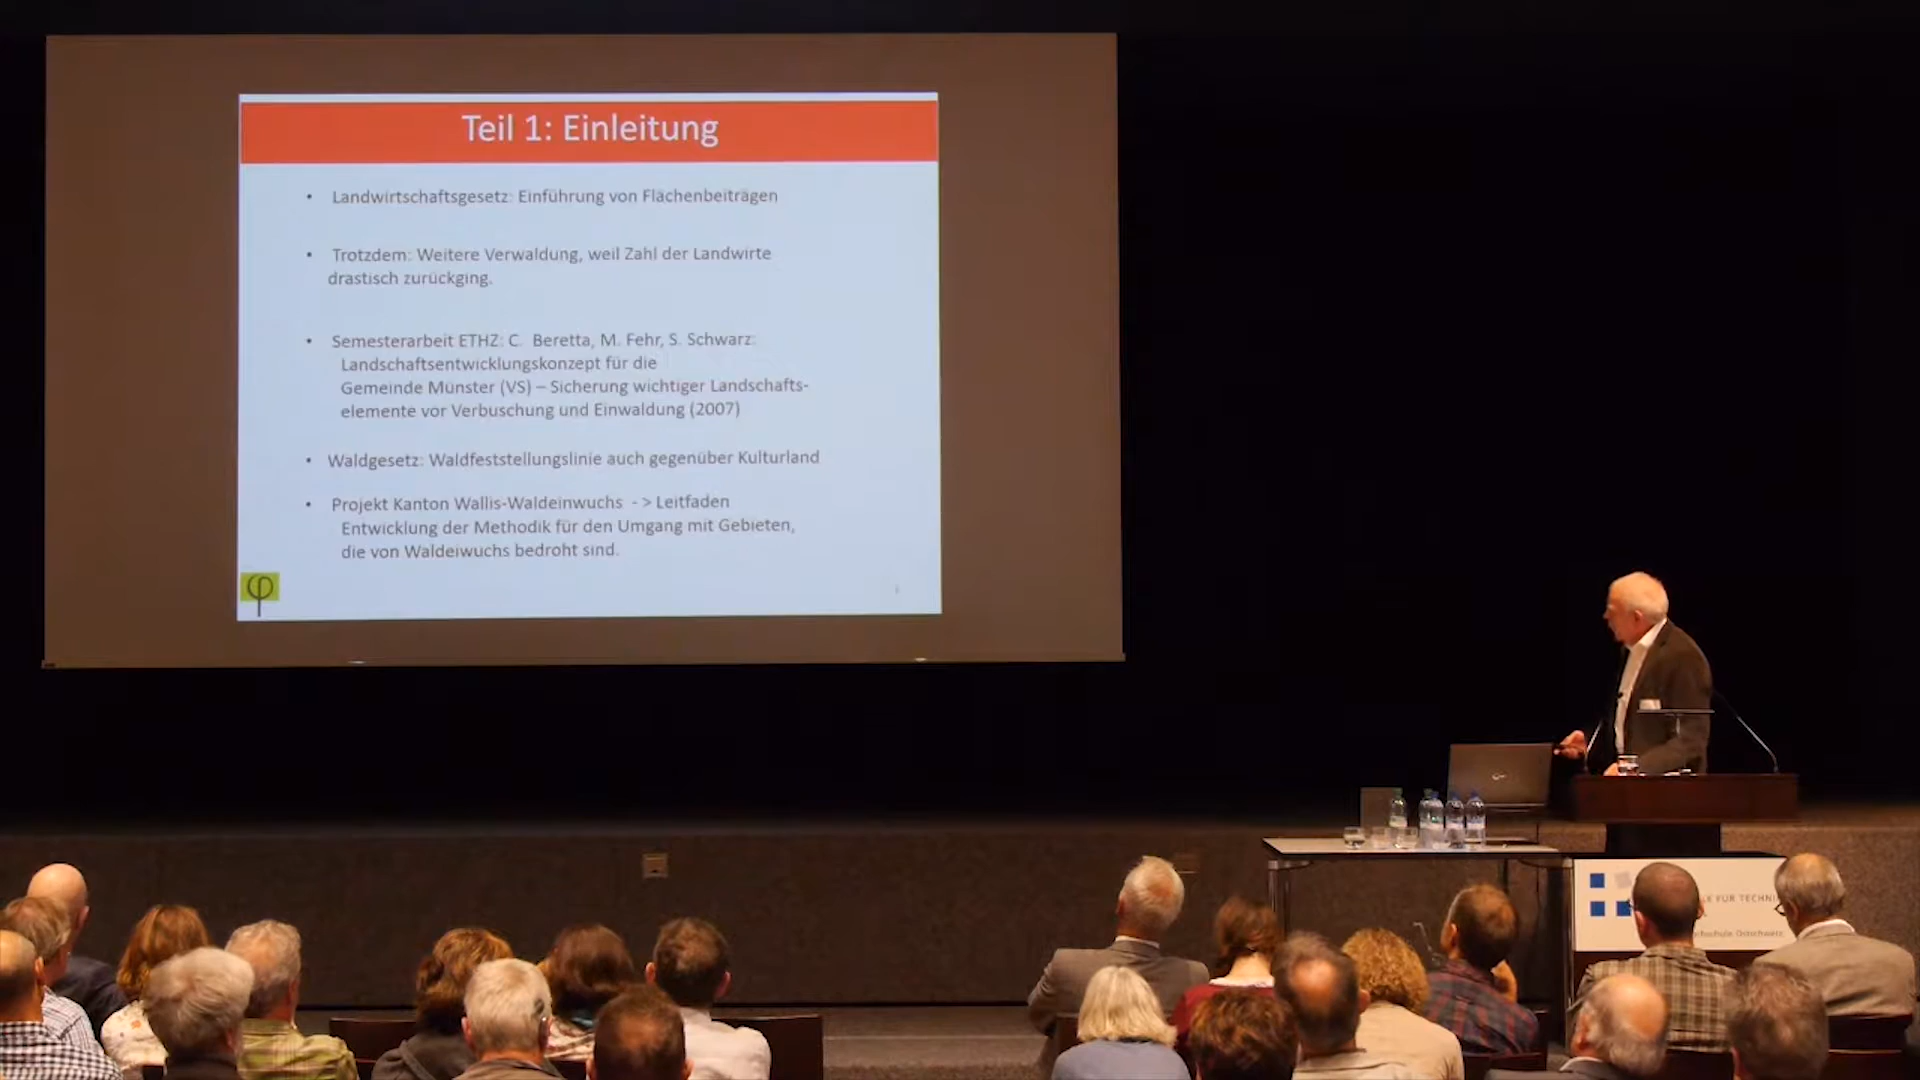 Teil 1: Einleitung
• Landwirtschaftsgesetz: Einführung von Flächenbeiträgen
• Trotzdem: Weitere Verwaldung, weil Zahl der Landwirte
drastisch zurückging.
• Semesterarbeit ETHZ: C. Beretta, M. Fehr, S. Schwarz:
Landschaftsentwicklungskonzept für die
Gemeinde Münster (VS) – Sicherung wichtiger Landschafts-
elemente vor Verbuschung und Einwaldung (2007)
• Waldgesetz: Waldfeststellungslinie auch gegenüber Kulturland
• Projekt Kanton Wallis-Waldeinwuchs - > Leitfaden
Entwicklung der Methodik für den Umgang mit Gebieten,
die von Waldeiwuchs bedroht sind.
φ
FÜR TECHNI
Ostschweiz